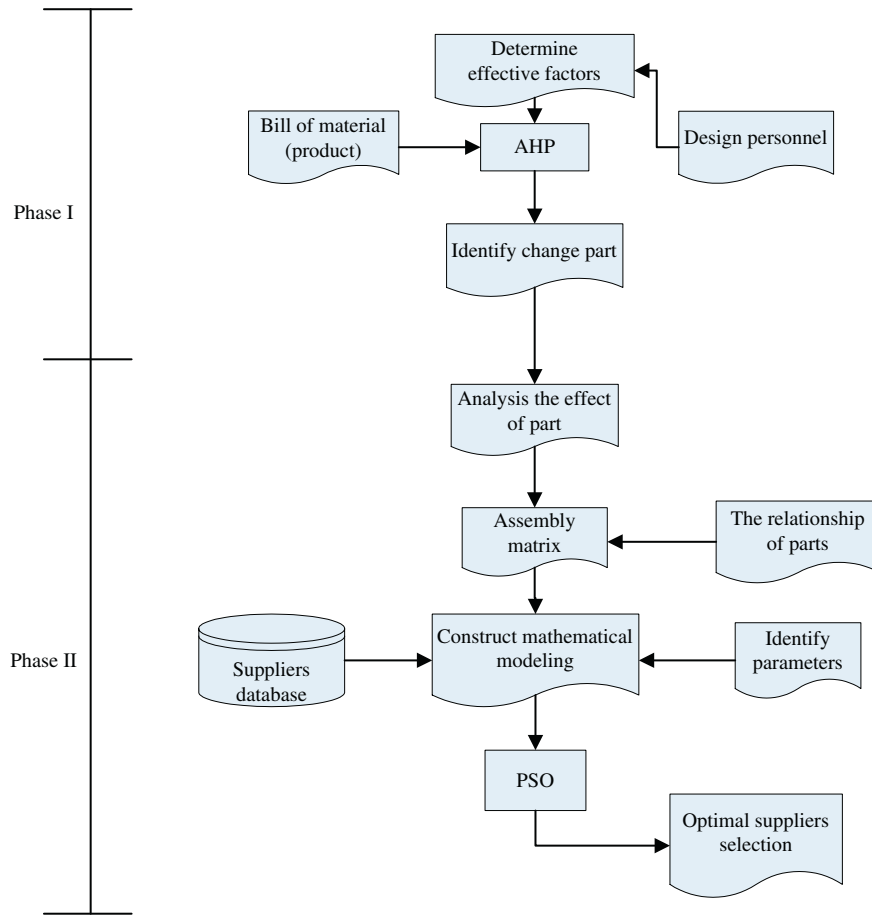 Determine
effective factors
Bill of material
(product)
AHP
Design personnel
Phase I
Identify change part
Analysis the effect
of part
Assembly
matrix
The relationship
of parts
Construct mathematical
modeling
Identify
parameters
Suppliers
database
Phase II
PSO
Optimal suppliers
selection